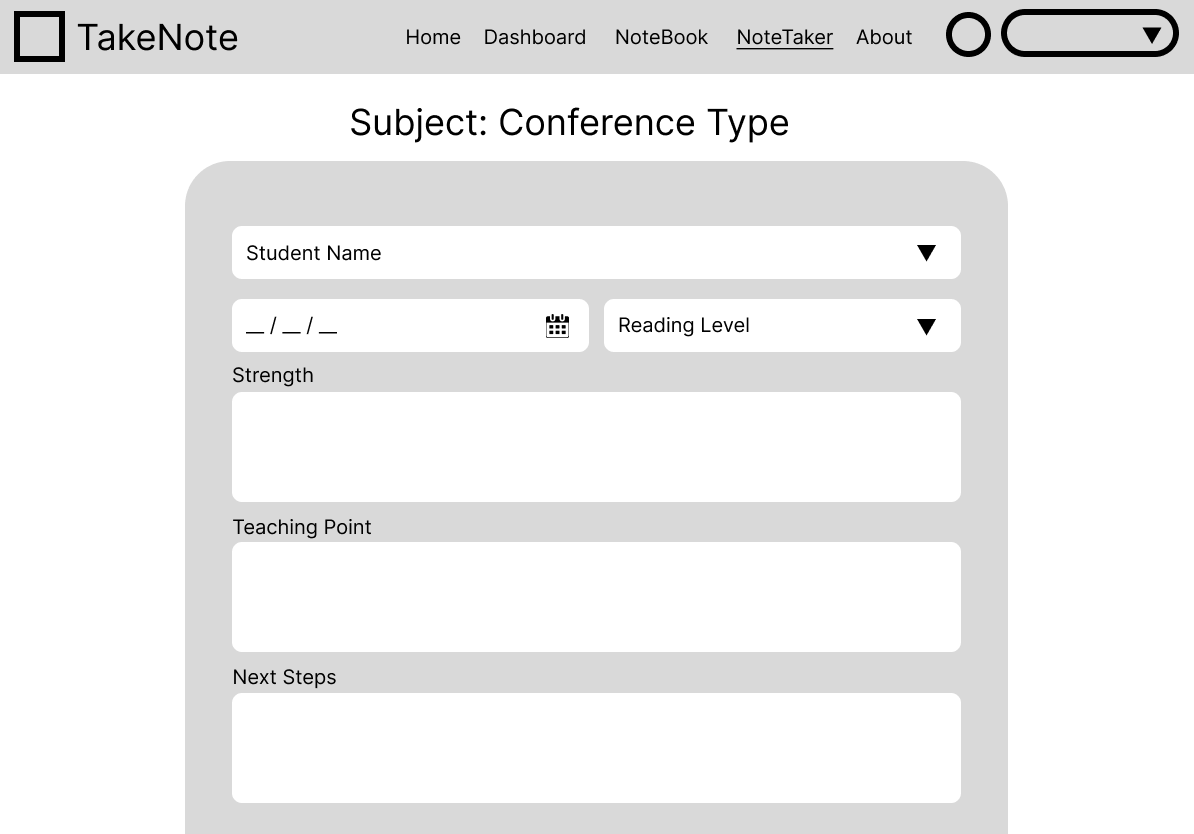 TakeNote
Home Dashboard NoteBook NoteTaker About
Subject: Conference Type
Student Name
__ / __ / __
Reading Level
Strength
Teaching Point
Next Steps